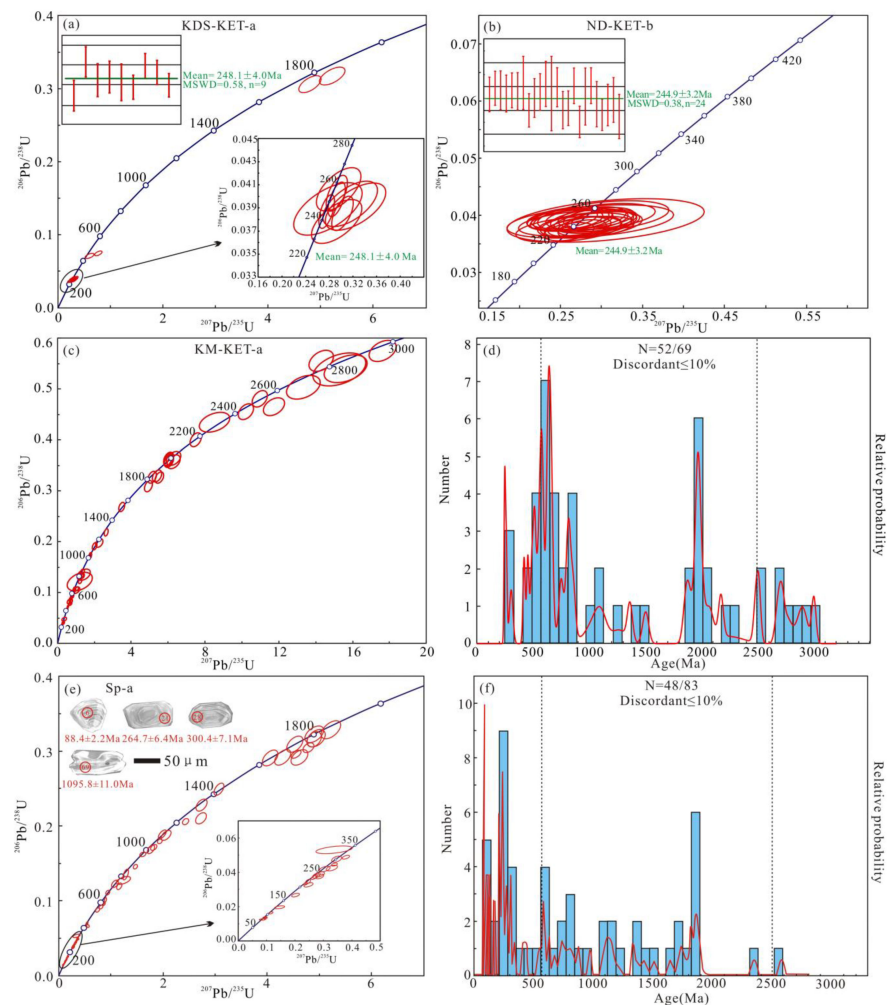 (a) KDS-KET-a
0.4
0.3
0.2
0.1
0.0
²⁰⁶Pb/²³⁸U
Mean=248.1±4.0Ma
MSWD=0.58, n=9
1800
1400
1000
600
200
0.045
0.043
0.041
0.039
0.037
0.035
0.033
²⁰⁶Pb/²³⁸U
280
260
240
220
Mean=248.1±4.0 Ma
0.16 0.20 0.24 0.28 0.32 0.36 0.40
²⁰⁷Pb/²³⁵U
0 2 4 6
²⁰⁷Pb/²³⁵U
(b) ND-KET-b
0.07
0.06
0.05
0.04
0.03
²⁰⁶Pb/²³⁸U
Mean=244.9±3.2Ma
MSWD=0.38, n=24
420
380
340
300
260
220
180
Mean=244.9±3.2Ma
0.15 0.25 0.35 0.45 0.55
²⁰⁷Pb/²³⁵U
(c) KM-KET-a
0.6
0.5
0.4
0.3
0.2
0.1
0.0
²⁰⁶Pb/²³⁸U
3000
2800
2600
2400
2200
1800
1400
1000
600
200
0 4 8 12 16 20
²⁰⁷Pb/²³⁵U
(d) N=52/69
Discordant≤10%
8
7
6
5
4
3
2
1
0
Number
Relative probability
0 500 1000 1500 2000 2500 3000
Age(Ma)
(e) Sp-a
0.4
0.3
0.2
0.1
0.0
²⁰⁶Pb/²³⁸U
88.4±2.2Ma 264.7±6.4Ma 300.4±7.1Ma
50 μm
1095.8±11.0Ma
1800
1400
1000
600
200
0.06
0.04
0.02
0.00
²⁰⁶Pb/²³⁸U
350
250
150
50
0.0 0.1 0.2 0.3 0.4 0.5
²⁰⁷Pb/²³⁵U
0 2 4 6
²⁰⁷Pb/²³⁵U
(f) N=48/83
Discordant≤10%
10
8
6
4
2
0
Number
Relative probability
0 500 1000 1500 2000 2500 3000
Age(Ma)